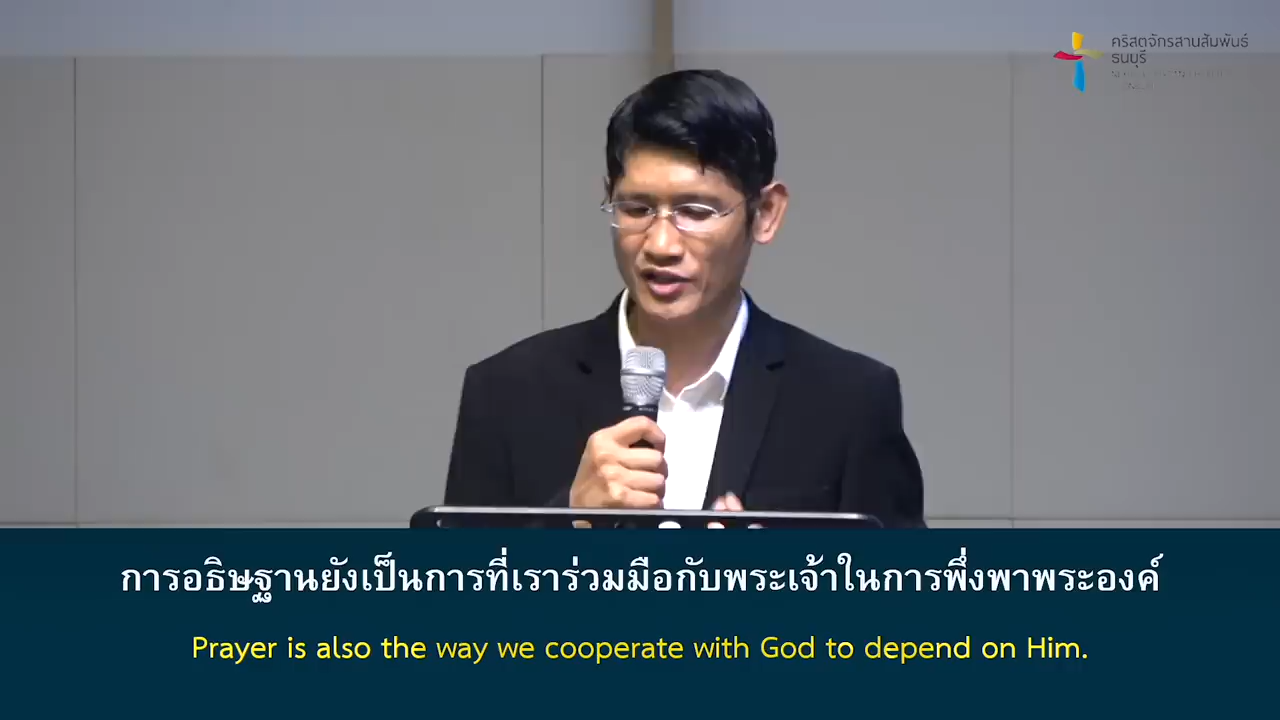 คริสตจักรสานสัมพันธ์
ธนบุรี
การอธิษฐานยังเป็นการที่เราร่วมมือกับพระเจ้าในการพึ่งพาพระองค์
Prayer is also the way we cooperate with God to depend on Him.